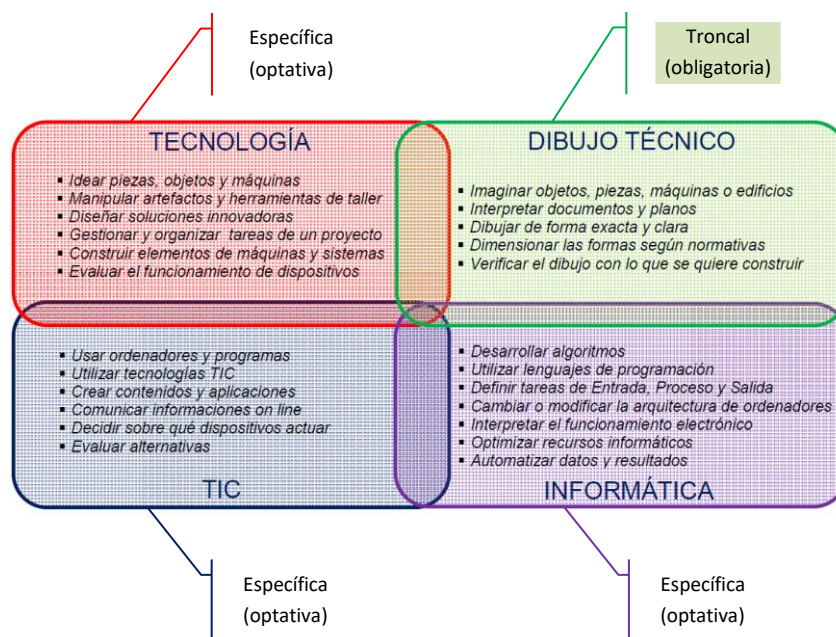 Específica
(optativa)
Troncal
(obligatoria)
TECNOLOGÍA
▪ Idear piezas, objetos y máquinas
▪ Manipular artefactos y herramientas de taller
▪ Diseñar soluciones innovadoras
▪ Gestionar y organizar tareas de un proyecto
▪ Construir elementos de máquinas y sistemas
▪ Evaluar el funcionamiento de dispositivos
DIBUJO TÉCNICO
▪ Imaginar objetos, piezas, máquinas o edificios
▪ Interpretar documentos y planos
▪ Dibujar de forma exacta y clara
▪ Dimensionar las formas según normativas
▪ Verificar el dibujo con lo que se quiere construir
▪ Usar ordenadores y programas
▪ Utilizar tecnologías TIC
▪ Crear contenidos y aplicaciones
▪ Comunicar informaciones on line
▪ Decidir sobre qué dispositivos actuar
▪ Evaluar alternativas
TIC
▪ Desarrollar algoritmos
▪ Utilizar lenguajes de programación
▪ Definir tareas de Entrada, Proceso y Salida
▪ Cambiar o modificar la arquitectura de ordenadores
▪ Interpretar el funcionamiento electrónico
▪ Optimizar recursos informáticos
▪ Automatizar datos y resultados
INFORMÁTICA
Específica
(optativa)
Específica
(optativa)